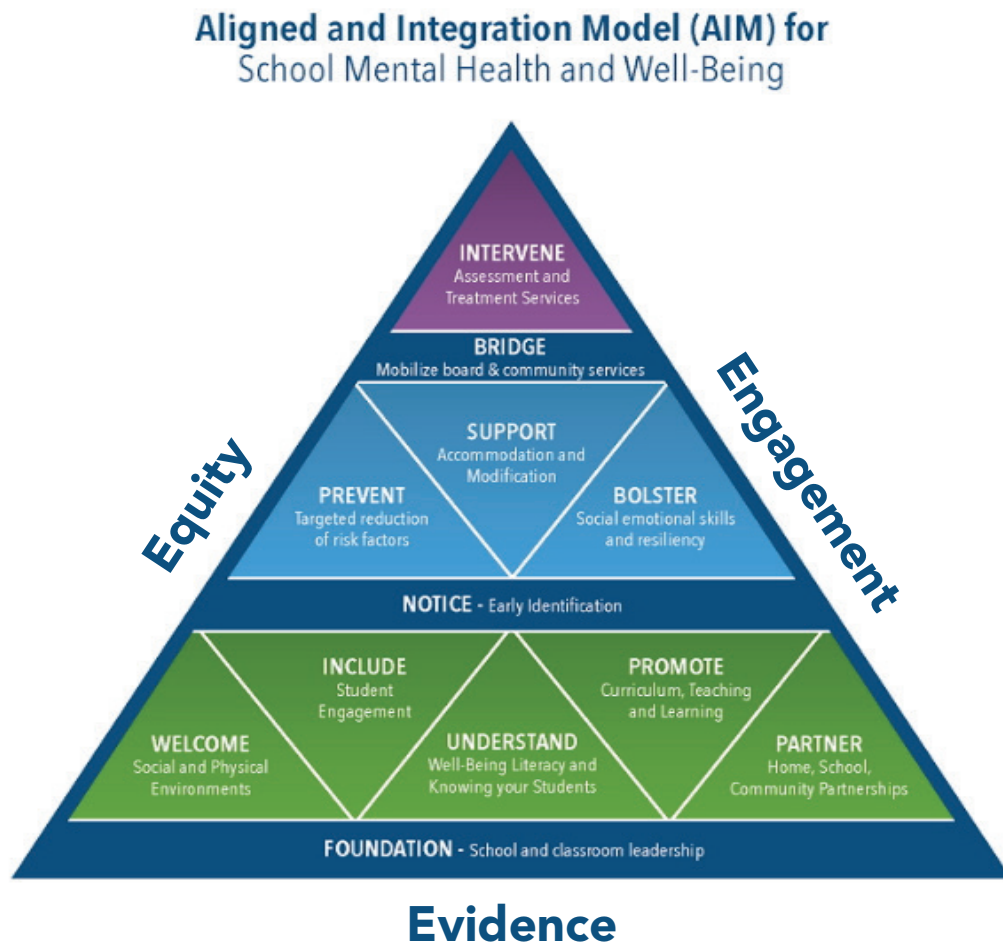 Aligned and Integration Model (AIM) for
School Mental Health and Well-Being
INTERVENE
Assessment and
Treatment Services
BRIDGE
Mobilize board & community services
SUPPORT
Accommodation and
Modification
PREVENT
Targeted reduction
of risk factors
BOLSTER
Social emotional skills
and resiliency
Equity
Engagement
NOTICE - Early Identification
INCLUDE
Student
Engagement
PROMOTE
Curriculum, Teaching
and Learning
WELCOME
Social and Physical
Environments
UNDERSTAND
Well-Being Literacy and
Knowing your Students
PARTNER
Home, School,
Community Partnerships
FOUNDATION - School and classroom leadership
Evidence